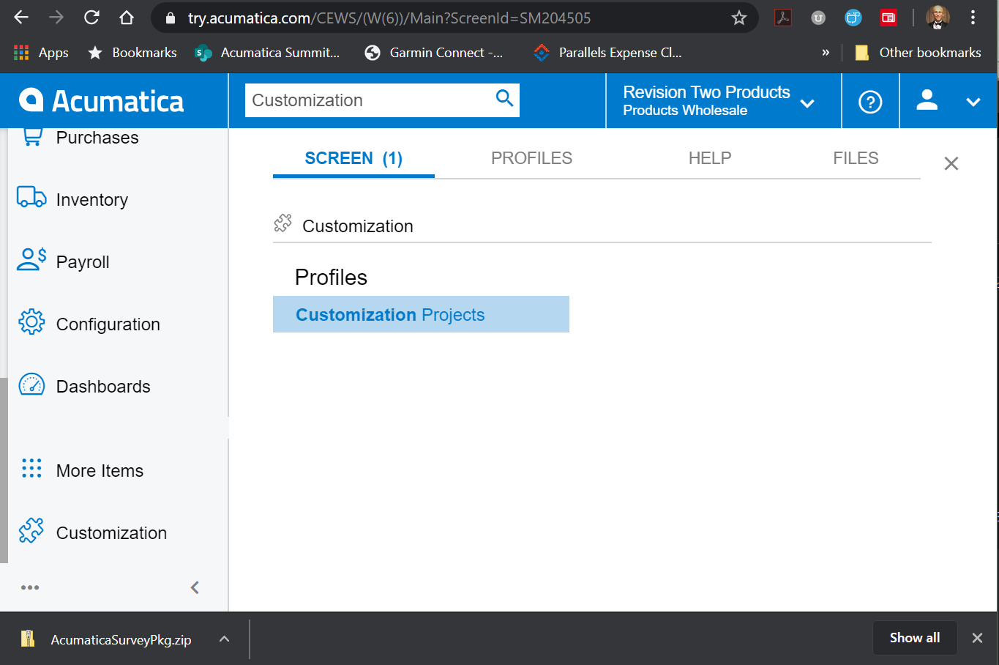 try.acumatica.com/CEWS/(W(6))/Main?ScreenId=SM204505
Apps
Bookmarks
Acumatica Summit...
Garmin Connect -...
Parallels Expense Cl...
»
Other bookmarks
Acumatica
Customization
Revision Two Products
Products Wholesale
Purchases
Inventory
Payroll
Configuration
Dashboards
More Items
Customization
SCREEN (1)
PROFILES
HELP
FILES
Customization
Profiles
Customization Projects
AcumaticaSurveyPkg.zip
Show all